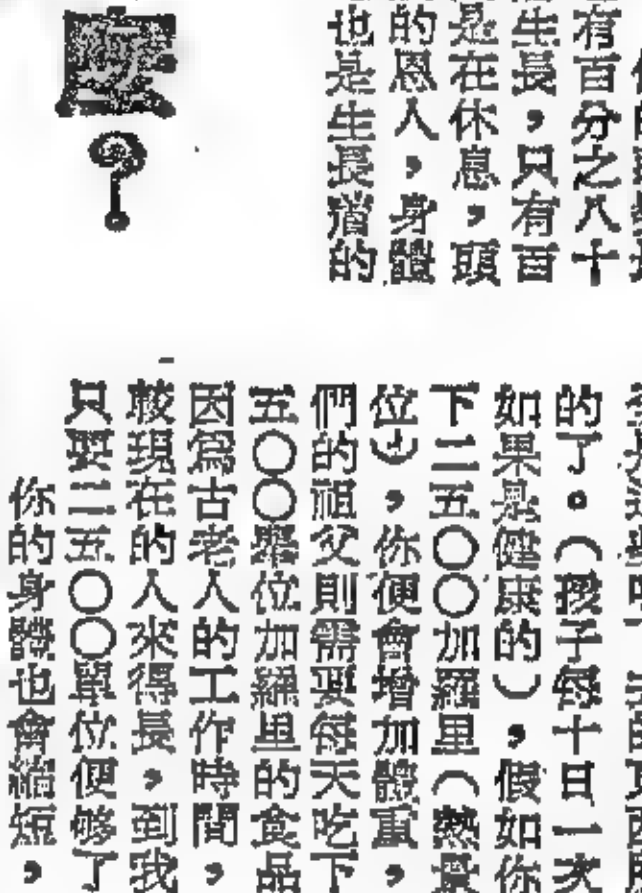 有百分之八十
生長,只有百
是在休息,頭
的恩人,身體
也是生長着的
呀?
的了。(孩子每十日一次
如果是健康的),假如你
下二五〇〇加羅里(熱量
位),你便會增加體重,
們的祖父則需要每天吃下
五〇〇單位加羅里的食品
因爲古老人的工作時間,
較現在的人來得長,到我
只要二五〇〇單位便够了
你的身體也會縮短,